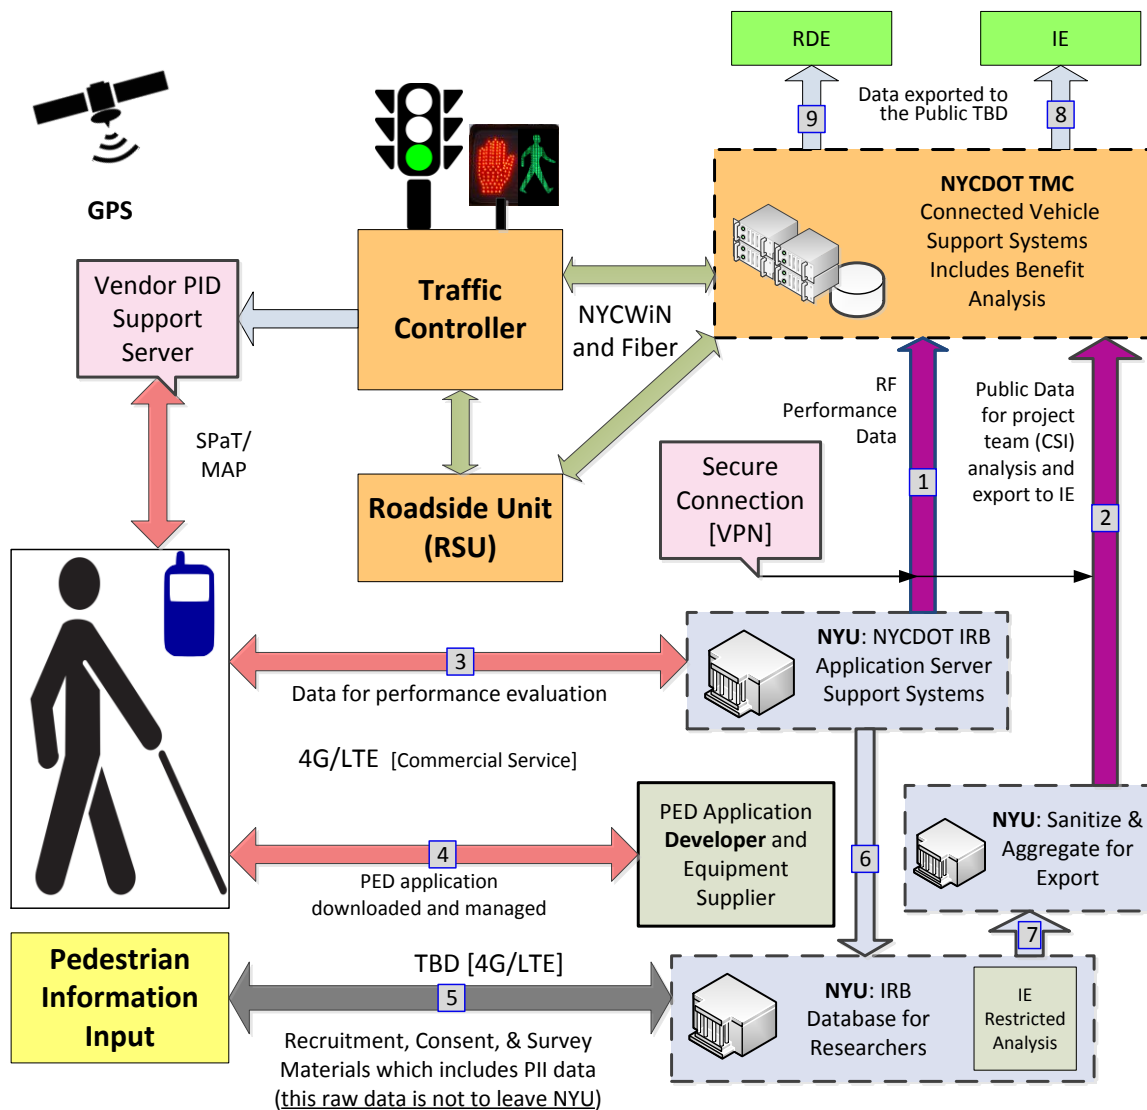 RDE
IE
9
Data exported to
the Public TBD
8
GPS
NYCDOT TMC
Connected Vehicle
Support Systems
Includes Benefit
Analysis
Vendor PID
Support
Server
Traffic
Controller
NYCWiN
and Fiber
SPaT/
MAP
RF
Performance
Data
Public Data
for project
team (CSI)
analysis and
export to IE
Secure
Connection
[VPN]
1
2
Roadside Unit
(RSU)
3
Data for performance evaluation
NYU: NYCDOT IRB
Application Server
Support Systems
4G/LTE [Commercial Service]
4
PED application
downloaded and managed
PED Application
Developer and
Equipment
Supplier
6
NYU: Sanitize &
Aggregate for
Export
7
Pedestrian
Information
Input
TBD [4G/LTE]
5
Recruitment, Consent, & Survey
Materials which includes PII data
(this raw data is not to leave NYU)
NYU: IRB
Database for
Researchers
IE
Restricted
Analysis